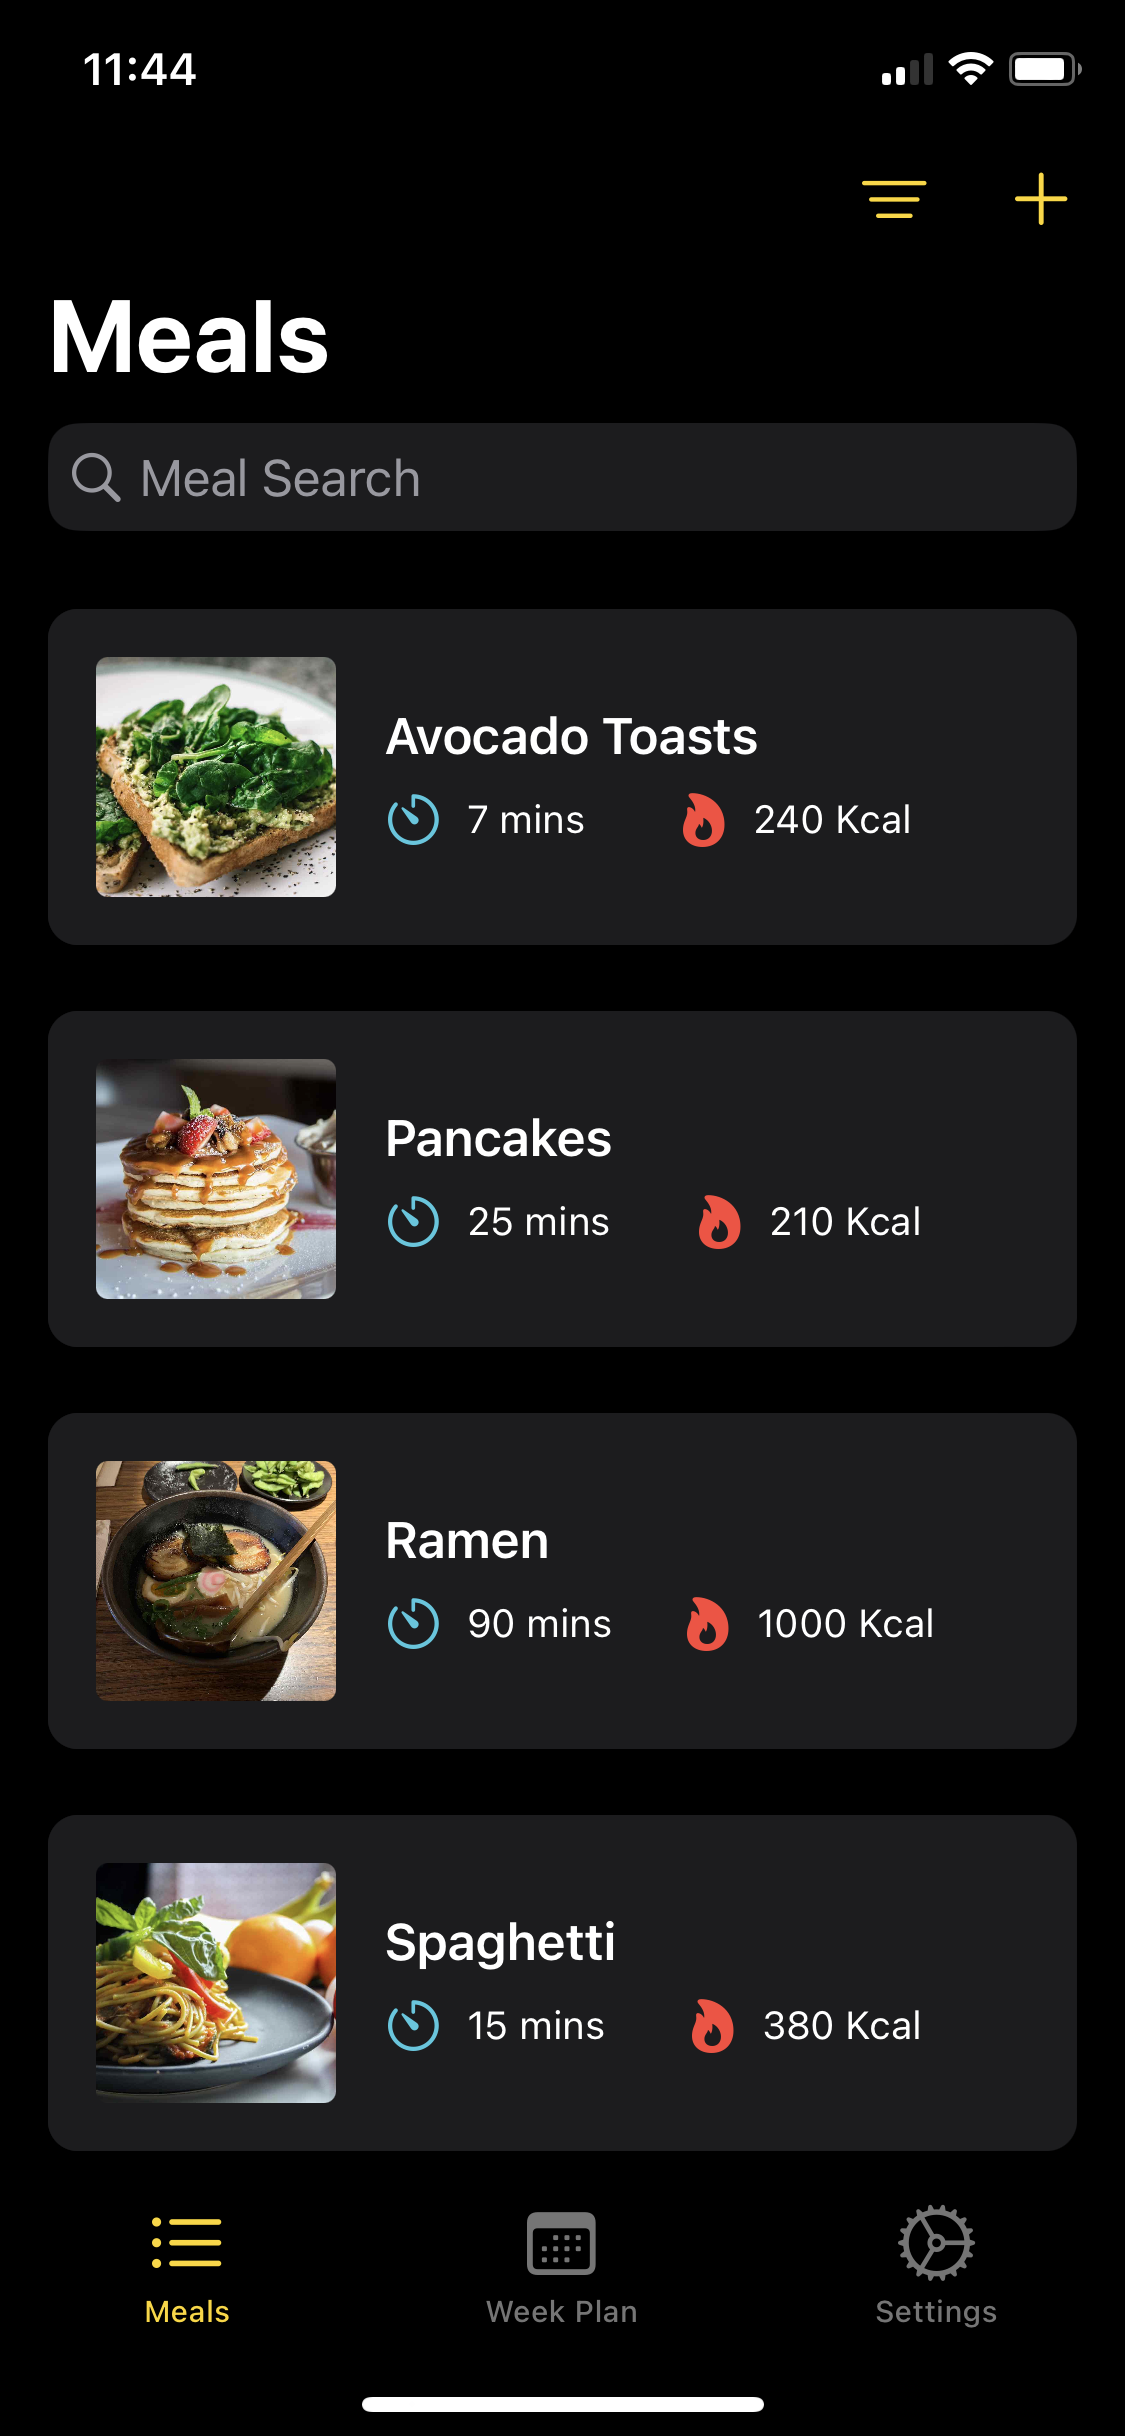 11:44
Meals
Meal Search
Avocado Toasts
7 mins 240 Kcal
Pancakes
25 mins 210 Kcal
Ramen
90 mins 1000 Kcal
Spaghetti
15 mins 380 Kcal
Meals Week Plan Settings